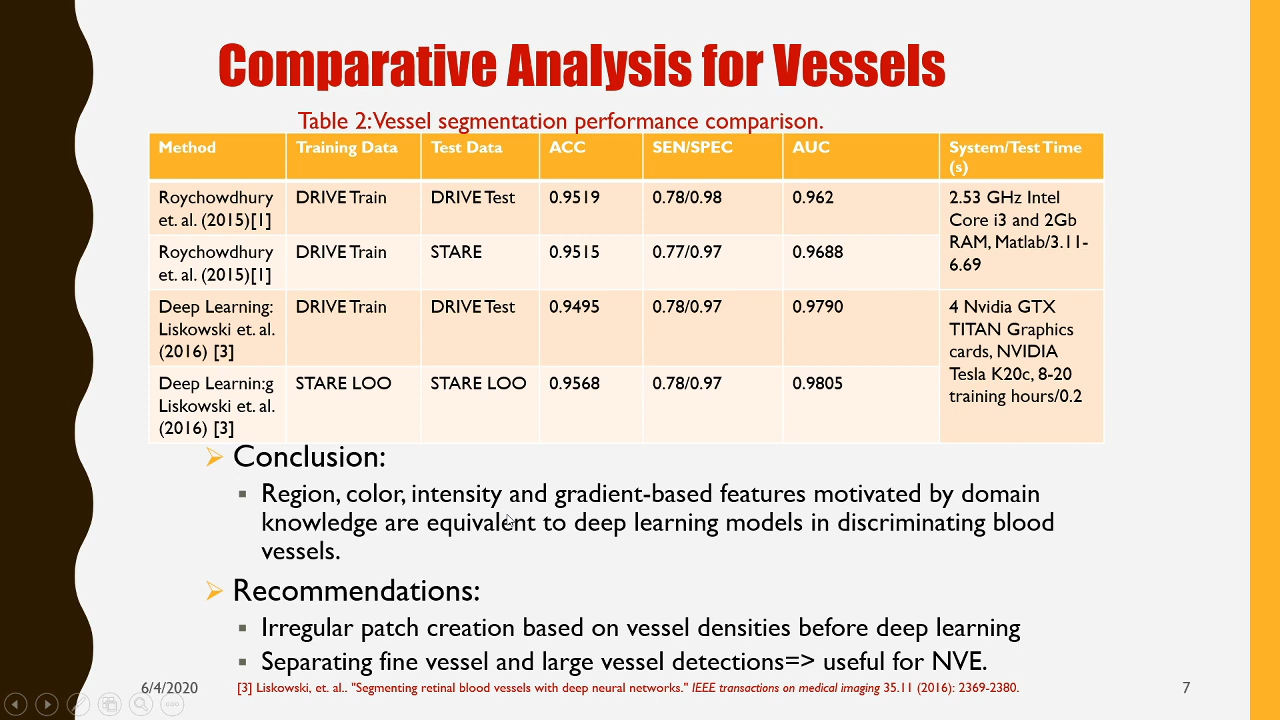 Comparative Analysis for Vessels
Table 2: Vessel segmentation performance comparison.
Method Training Data Test Data ACC SEN/SPEC AUC System/Test Time
(s)
Roychowdhury DRIVE Train DRIVE Test 0.9519 0.78/0.98 0.962 2.53 GHz Intel
et. al. (2015)[1] Core i3 and 2Gb
RAM, Matlab/3.11-
Roychowdhury DRIVE Train STARE 0.9515 0.77/0.97 0.9688 6.69
et. al. (2015)[1]
Deep Learning: DRIVE Train DRIVE Test 0.9495 0.78/0.97 0.9790 4 Nvidia GTX
Liskowski et. al. TITAN Graphics
(2016) [3] cards, NVIDIA
Tesla K20c, 8-20
Deep Learnin:g STARE LOO STARE LOO 0.9568 0.78/0.97 0.9805 training hours/0.2
Liskowski et. al.
(2016) [3]
Conclusion:
Region, color, intensity and gradient-based features motivated by domain
knowledge are equivalent to deep learning models in discriminating blood
vessels.
Recommendations:
Irregular patch creation based on vessel densities before deep learning
Separating fine vessel and large vessel detections=> useful for NVE.
6/4/2020 [3] Liskowski, et. al.. "Segmenting retinal blood vessels with deep neural networks." IEEE transactions on medical imaging 35.11 (2016): 2369-2380. 7